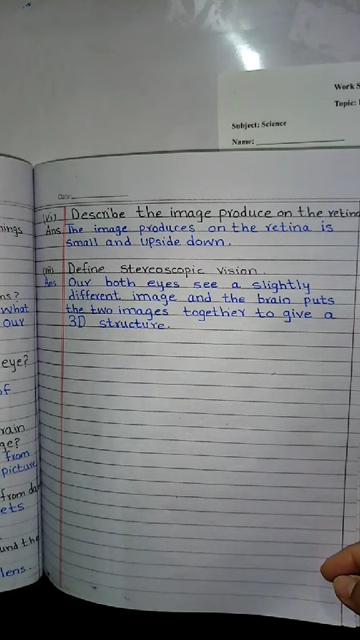 Work S
Topic:
Subject: Science
Name:
Date:
(vi) Describe the image produce on the retina
Ans The image produces on the retina is
small and upside down.
(vii) Define Stereoscopic Vision.
Ans Our both eyes see a slightly
different image and the brain puts
the two images together to give a
3D structure.
ings
ns?
What
our
eye?
of
rain
ge?
from
picture
from da
ets
und the
lens.